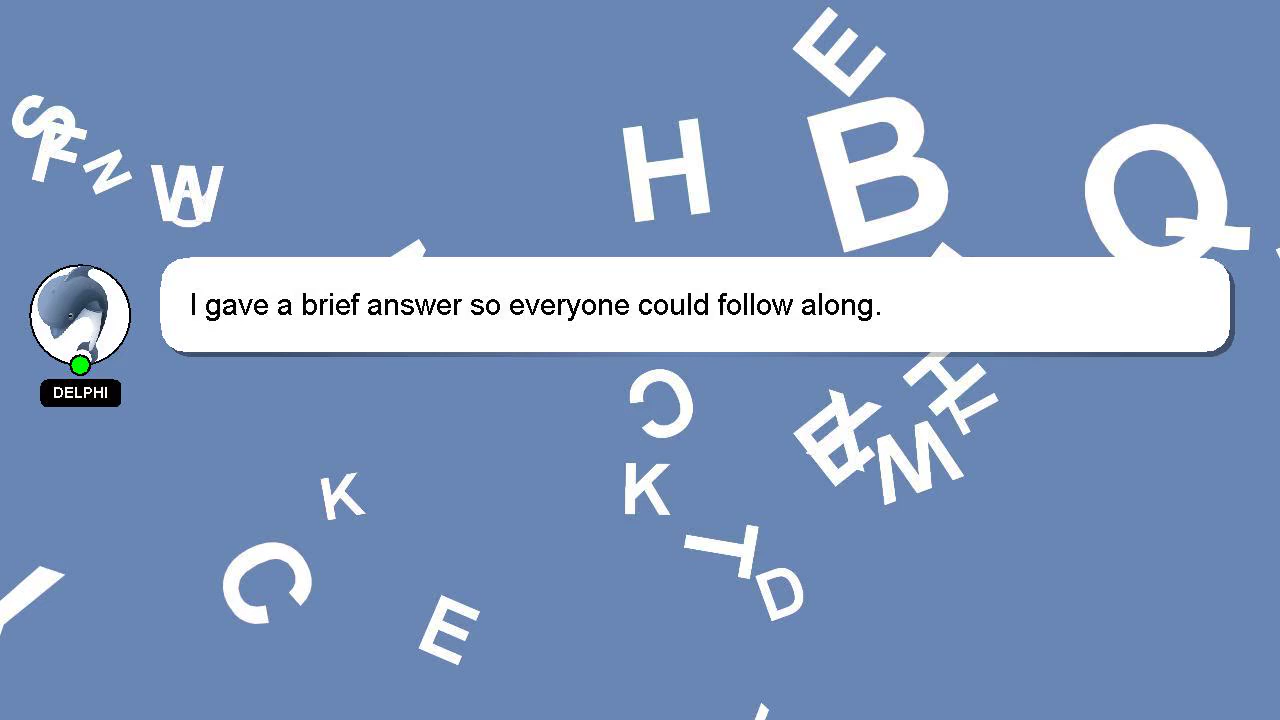 E
B
H
Q
S
F
N
W
I gave a brief answer so everyone could follow along.
DELPHI
C
H
E
M
K
K
T
D
C
E